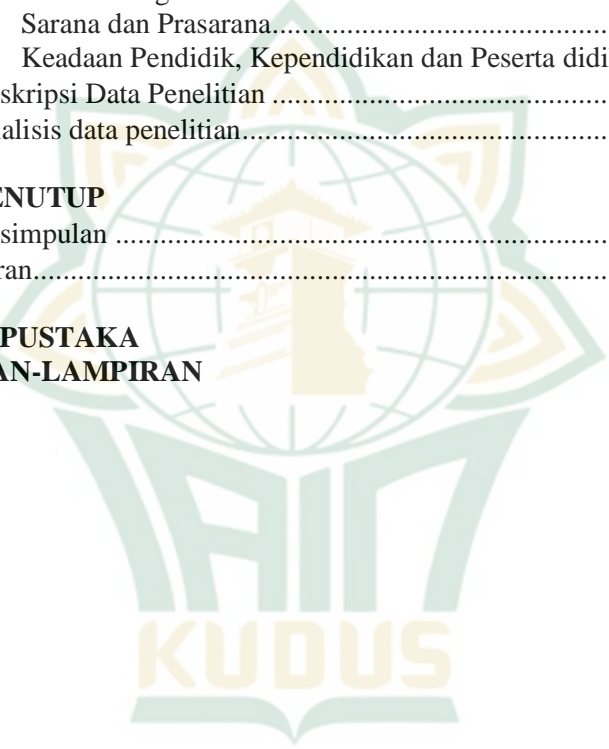 Sarana dan Prasarana
Keadaan Pendidik, Kependidikan dan Peserta didi
skripsi Data Penelitian
alisis data penelitian
ENUTUP
simpulan
ran
PUSTAKA
AN-LAMPIRAN
IAIN
KUDUS